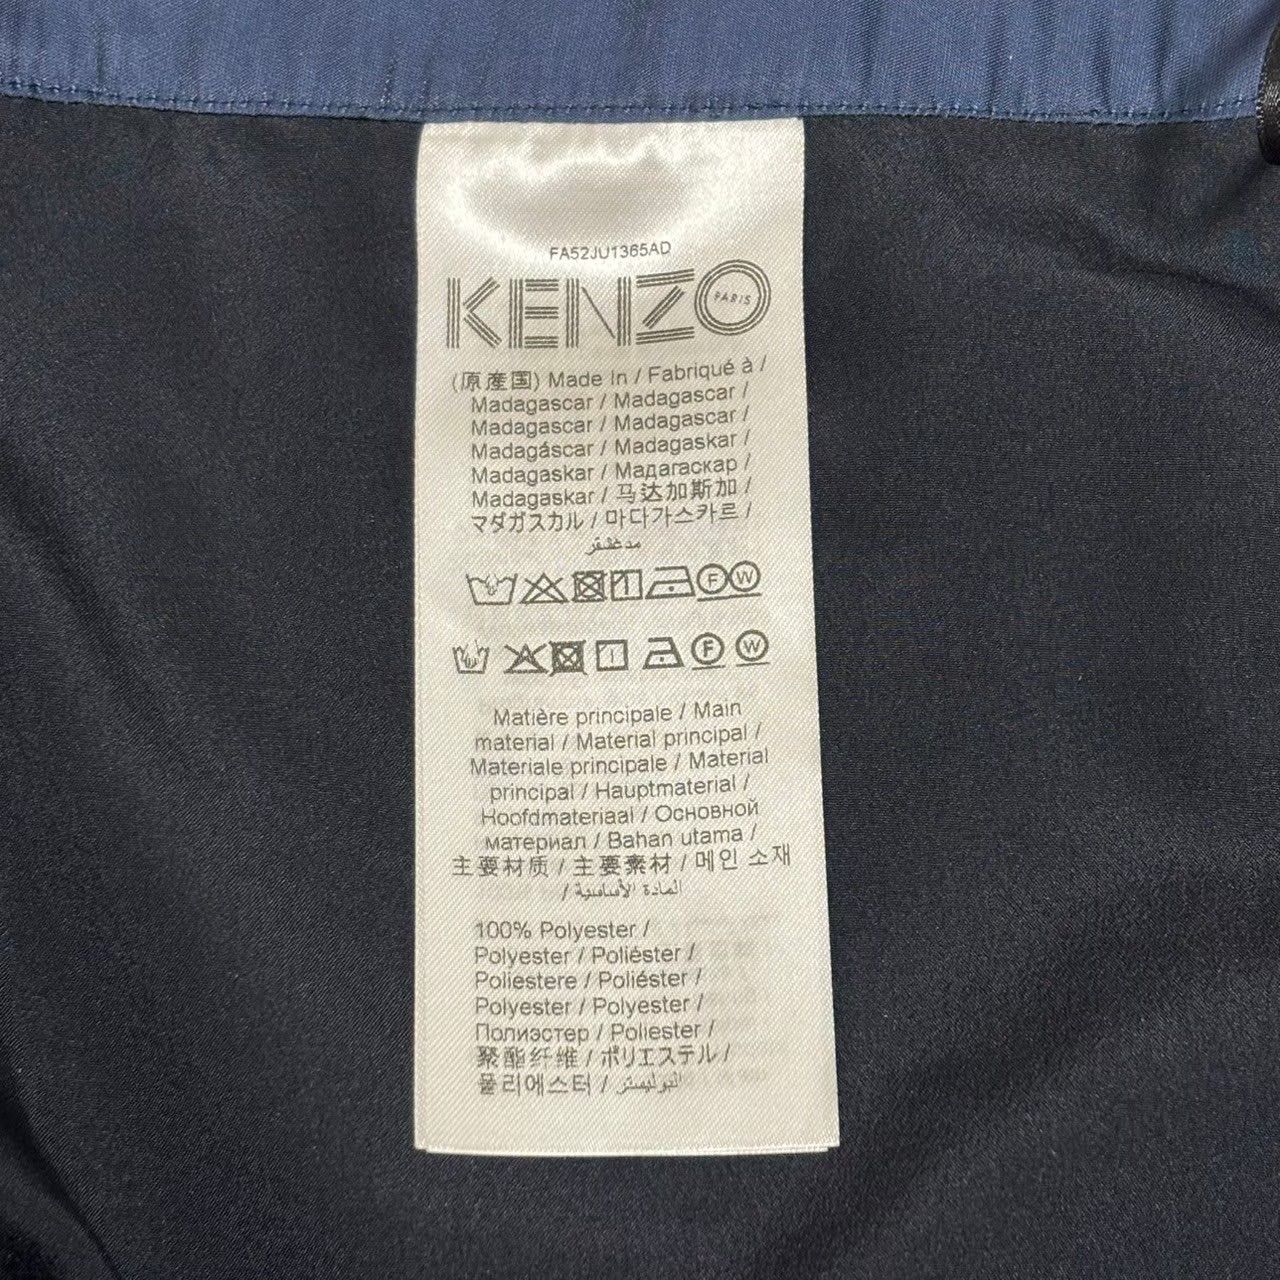 FA52JU1365AD
KENZO PARIS
(原産国) Made In / Fabriqué à /
Madagascar / Madagascar /
Madagascar / Madagascar /
Madagáscar / Madagaskar /
Madagaskar / Мадагаскар /
Madagaskar / 马达加斯加 /
マダガスカル / 마다가스카르 /
مدغشقر
F W
F W
Matière principale / Main
material / Material principal /
Materiale principale / Material
principal / Hauptmaterial /
Hoofdmateriaal / Основной
материал / Bahan utama /
主要材质 / 主要素材 / 메인 소재
/ المادة الأساسية
100% Polyester /
Polyester / Poliéster /
Poliestere / Poliéster /
Polyester / Polyester /
Полиэстер / Poliester /
聚酯纤维 / ポリエステル /
폴리에스터 / البوليستر